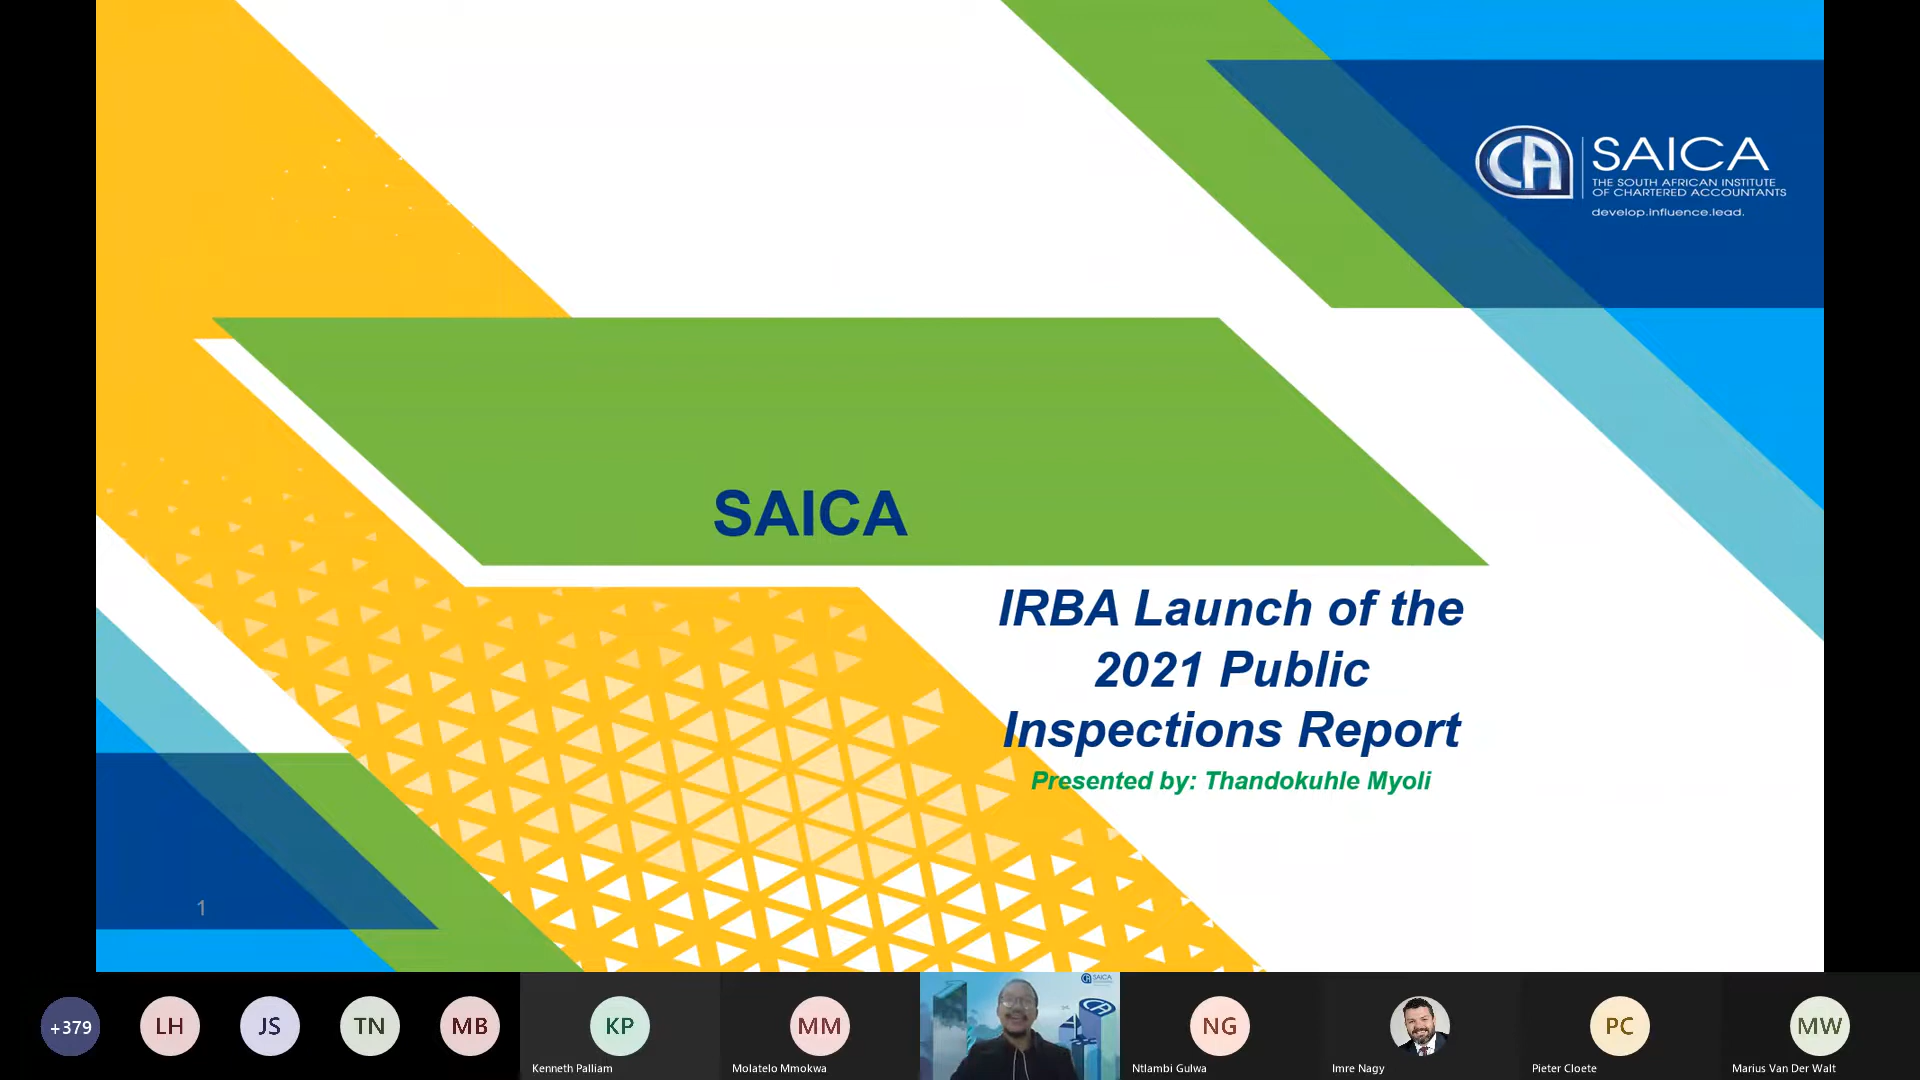 SAICA
THE SOUTH AFRICAN INSTITUTE
OF CHARTERED ACCOUNTANTS
develop.influence.lead.
SAICA
IRBA Launch of the
2021 Public
Inspections Report
Presented by: Thandokuhle Myoli
1
+379
LH
JS
TN
MB
KP
Kenneth Palliam
MM
Molatelo Mmokwa
SAICA
NG
Ntlambi Gulwa
Imre Nagy
PC
Pieter Cloete
MW
Marius Van Der Walt